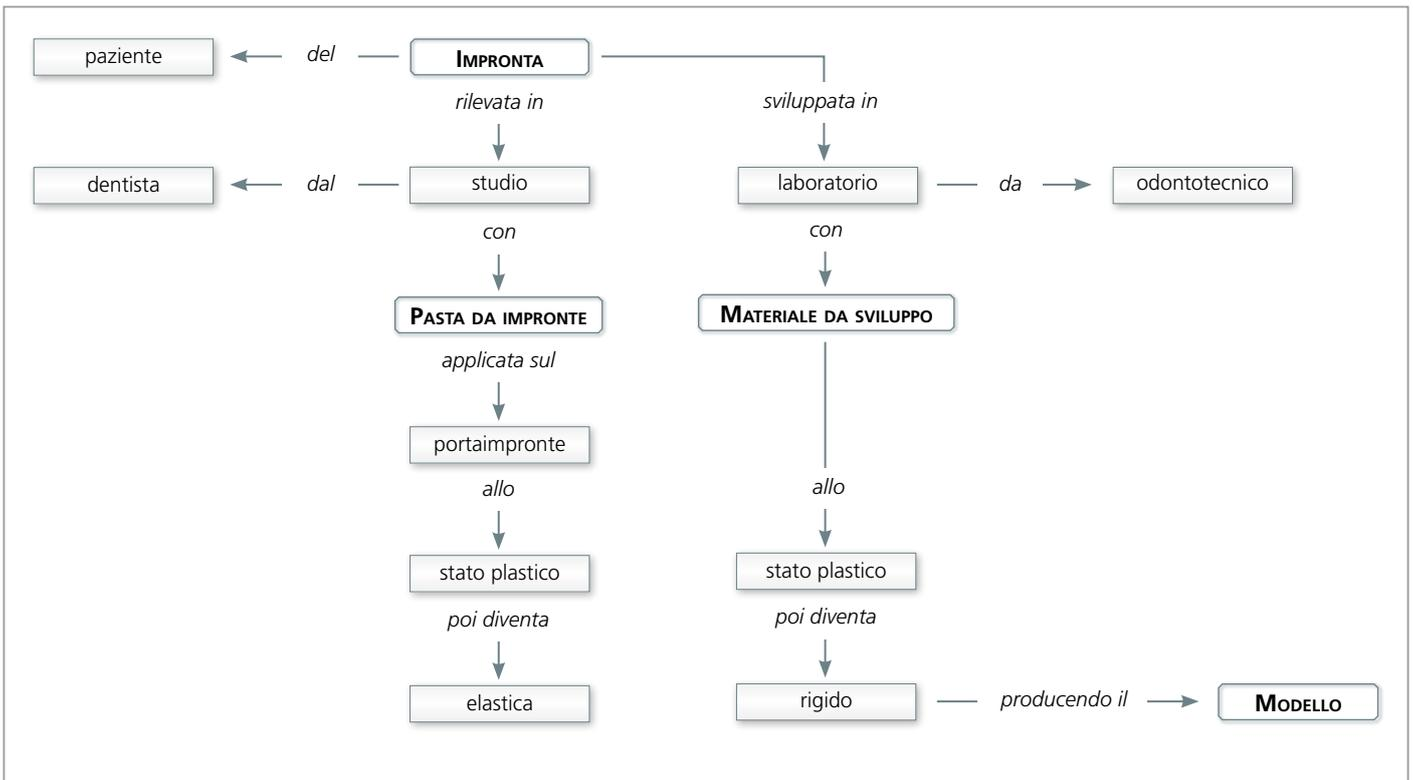 paziente del IMPRONTA
rilevata in sviluppata in
dentista dal studio laboratorio da odontotecnico
con con
PASTA DA IMPRONTE MATERIALE DA SVILUPPO
applicata sul
portaimpronte
allo allo
stato plastico stato plastico
poi diventa poi diventa
elastica rigido producendo il MODELLO